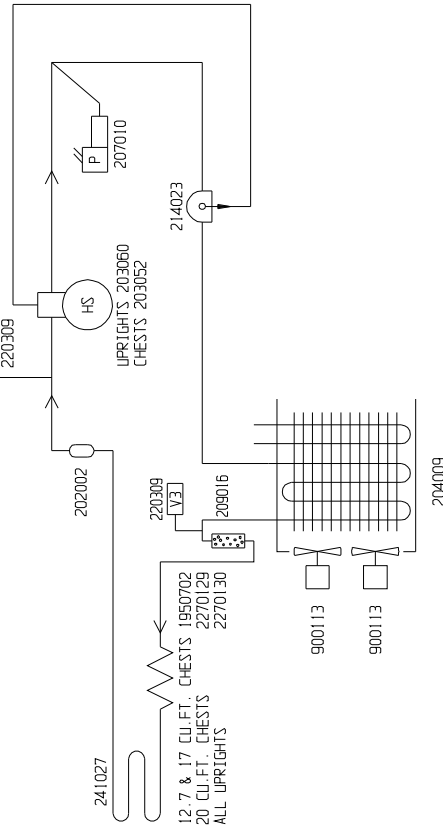 220309
202002
HS
P
241027
207010
UPRIGHTS 203060
CHESTS 203052
220309
V3
214023
12.7 & 17 CU.FT. CHESTS 1950702
20 CU.FT. CHESTS 2270129
ALL UPRIGHTS 2270130
209016
900113
900113
204009